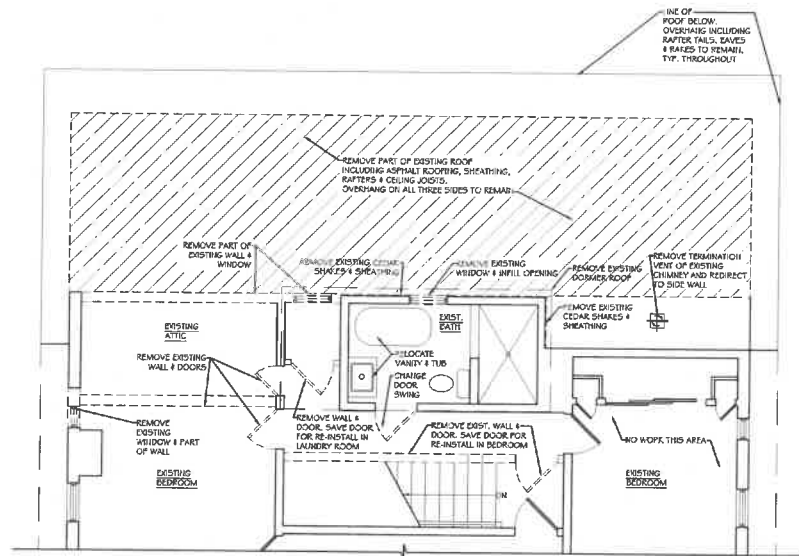 LINE OF
ROOF BELOW.
OVERHANG INCLUDING
RAFTER TAILS, EAVES
& RAKES TO REMAIN,
TYP. THROUGHOUT
REMOVE PART OF EXISTING ROOF
INCLUDING ASPHALT ROOFING, SHEATHING,
RAFTERS & CEILING JOISTS.
OVERHANG ON ALL THREE SIDES TO REMAIN
REMOVE PART OF
EXISTING WALL &
WINDOW
REMOVE EXISTING CEDAR
SHAKES & SHEATHING
REMOVE EXISTING
WINDOW & INFILL OPENING
REMOVE EXISTING
DORMER ROOF
REMOVE TERMINATION
VENT OF EXISTING
CHIMNEY AND REDIRECT
TO SIDE WALL
REMOVE EXISTING
CEDAR SHAKES &
SHEATHING
EXISTING
ATTIC
EXIST.
BATH
REMOVE EXISTING
WALL & DOORS
RELOCATE
VANITY & TUB
CHANGE
DOOR
SWING
REMOVE
EXISTING
WINDOW & PART
OF WALL
REMOVE WALL &
DOOR. SAVE DOOR
FOR RE-INSTALL IN
LAUNDRY ROOM
REMOVE EXIST. WALL &
DOOR. SAVE DOOR FOR
RE-INSTALL IN BEDROOM
NO WORK THIS AREA
EXISTING
BEDROOM
DN
EXISTING
BEDROOM